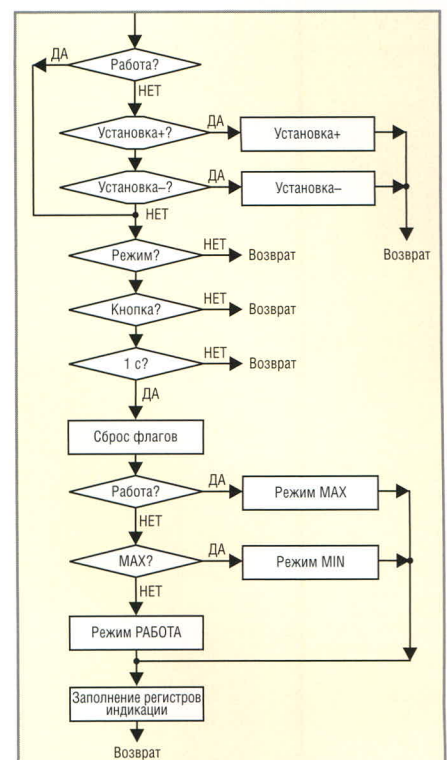 ДА
Работа?
НЕТ
Установка+?
ДА
Установка+
Установка–?
ДА
Установка–
НЕТ
Возврат
Режим?
НЕТ
Возврат
Кнопка?
НЕТ
Возврат
1 с?
НЕТ
Возврат
ДА
Сброс флагов
Работа?
ДА
Режим MAX
НЕТ
MAX?
ДА
Режим MIN
НЕТ
Режим РАБОТА
Заполнение регистров
индикации
Возврат